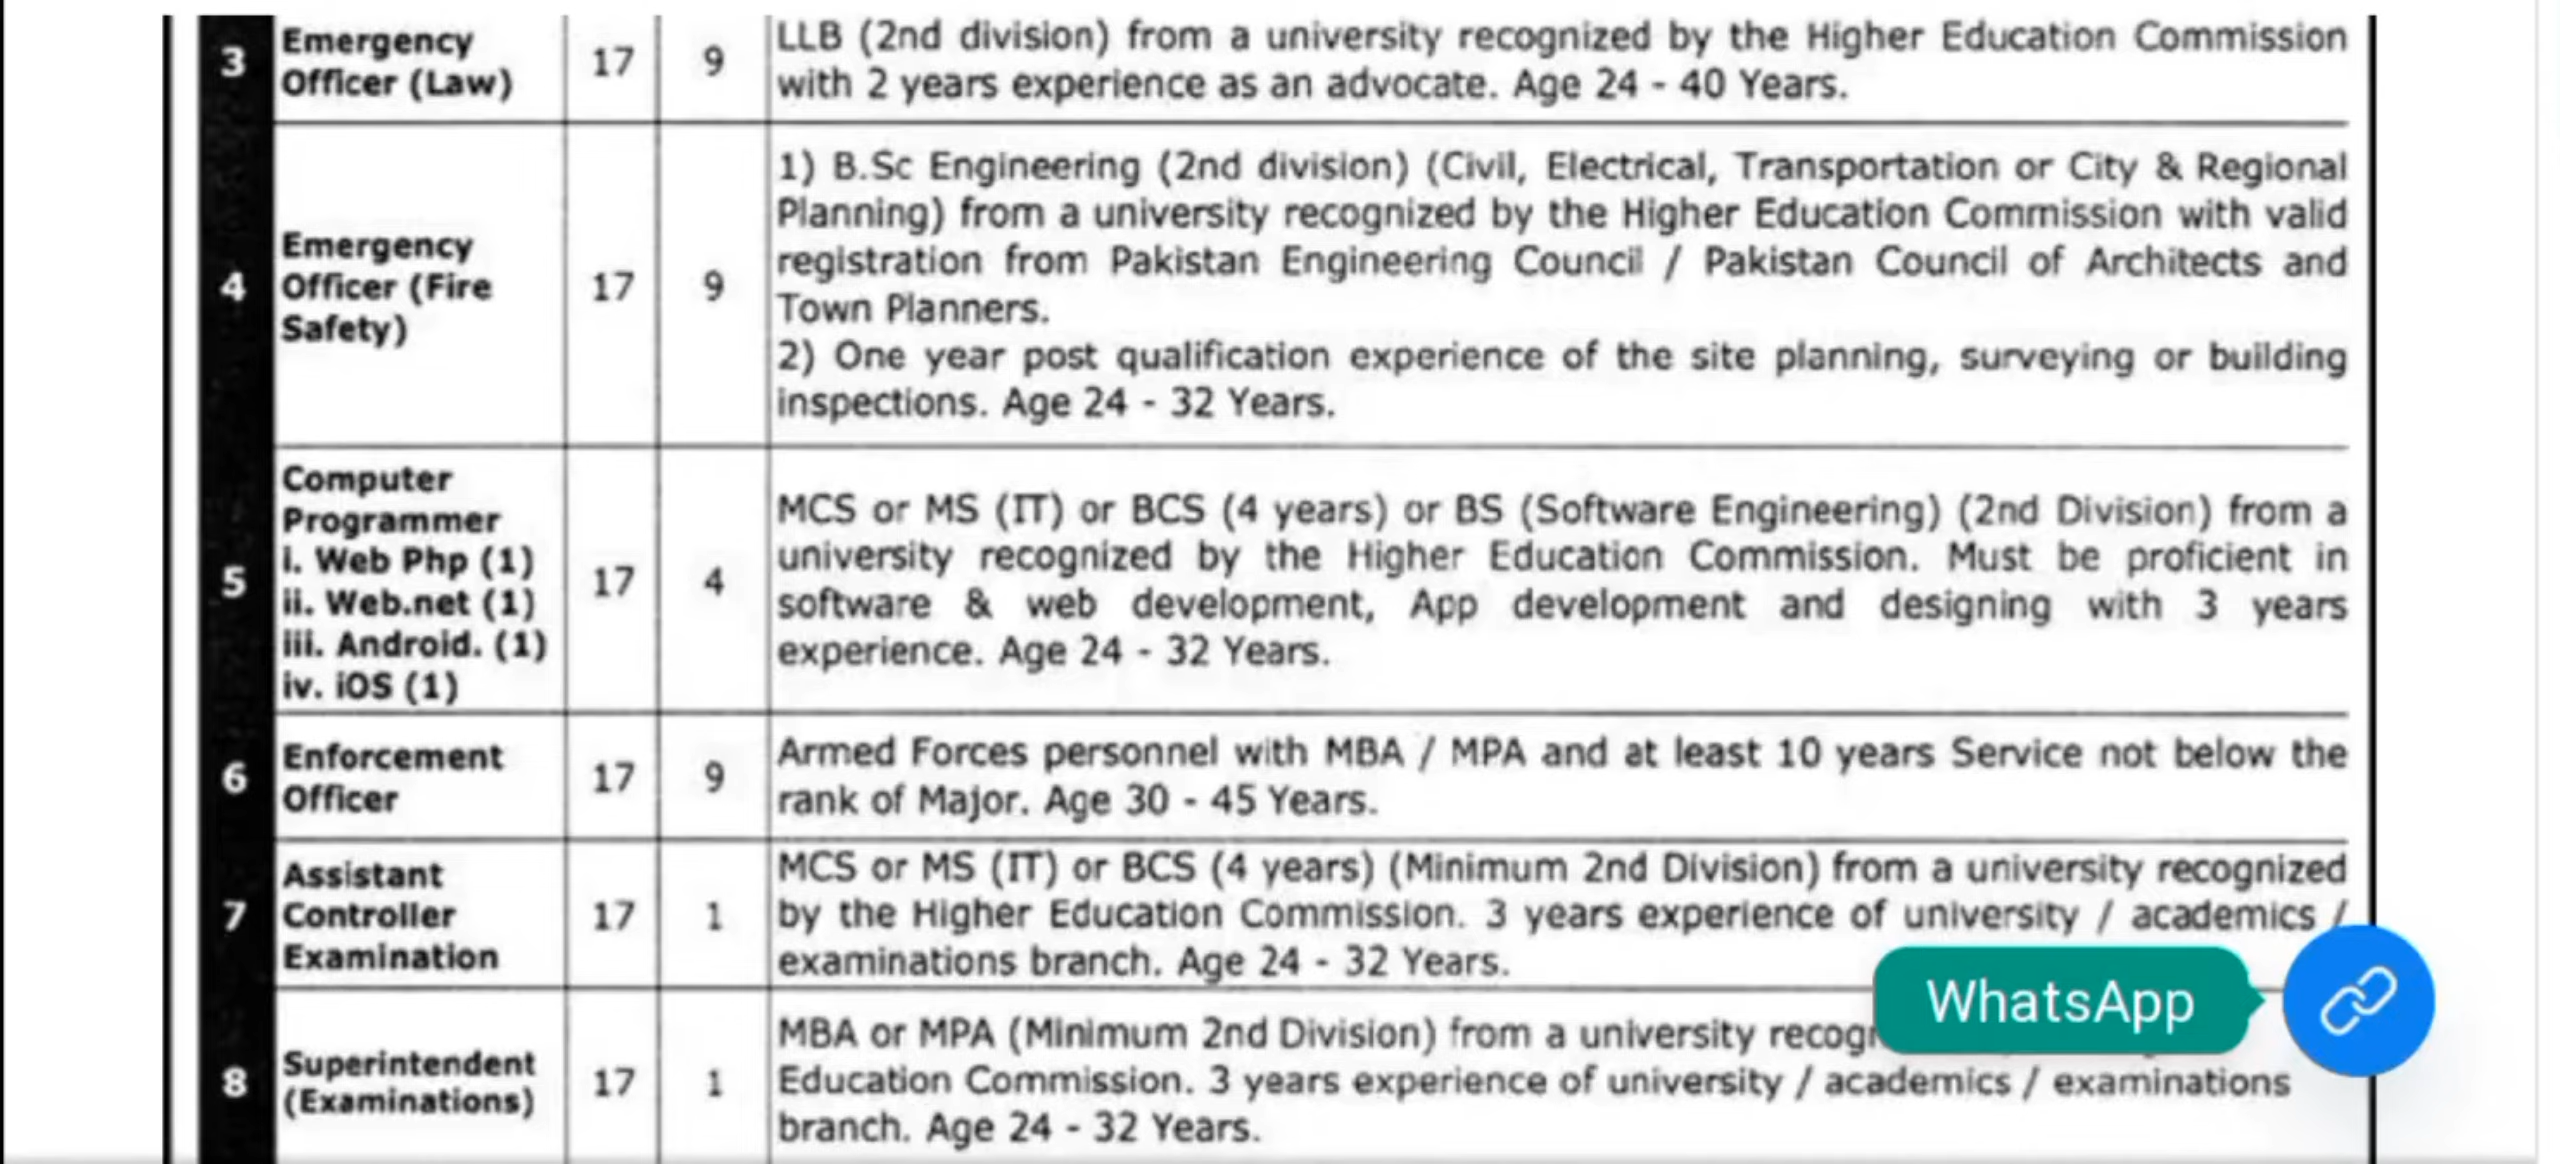 3
Emergency
Officer (Law)
17
9
LLB (2nd division) from a university recognized by the Higher Education Commission
with 2 years experience as an advocate. Age 24 - 40 Years.
4
Emergency
Officer (Fire
Safety)
17
9
1) B.Sc Engineering (2nd division) (Civil, Electrical, Transportation or City & Regional
Planning) from a university recognized by the Higher Education Commission with valid
registration from Pakistan Engineering Council / Pakistan Council of Architects and
Town Planners.
2) One year post qualification experience of the site planning, surveying or building
inspections. Age 24 - 32 Years.
5
Computer
Programmer
i. Web Php (1)
ii. Web.net (1)
iii. Android. (1)
iv. iOS (1)
17
4
MCS or MS (IT) or BCS (4 years) or BS (Software Engineering) (2nd Division) from a
university recognized by the Higher Education Commission. Must be proficient in
software & web development, App development and designing with 3 years
experience. Age 24 - 32 Years.
6
Enforcement
Officer
17
9
Armed Forces personnel with MBA / MPA and at least 10 years Service not below the
rank of Major. Age 30 - 45 Years.
7
Assistant
Controller
Examination
17
1
MCS or MS (IT) or BCS (4 years) (Minimum 2nd Division) from a university recognized
by the Higher Education Commission. 3 years experience of university / academics /
examinations branch. Age 24 - 32 Years.
8
Superintendent
(Examinations)
17
1
MBA or MPA (Minimum 2nd Division) from a university
Education Commission. 3 years experience of university / academics / examinations
branch. Age 24 - 32 Years.
WhatsApp